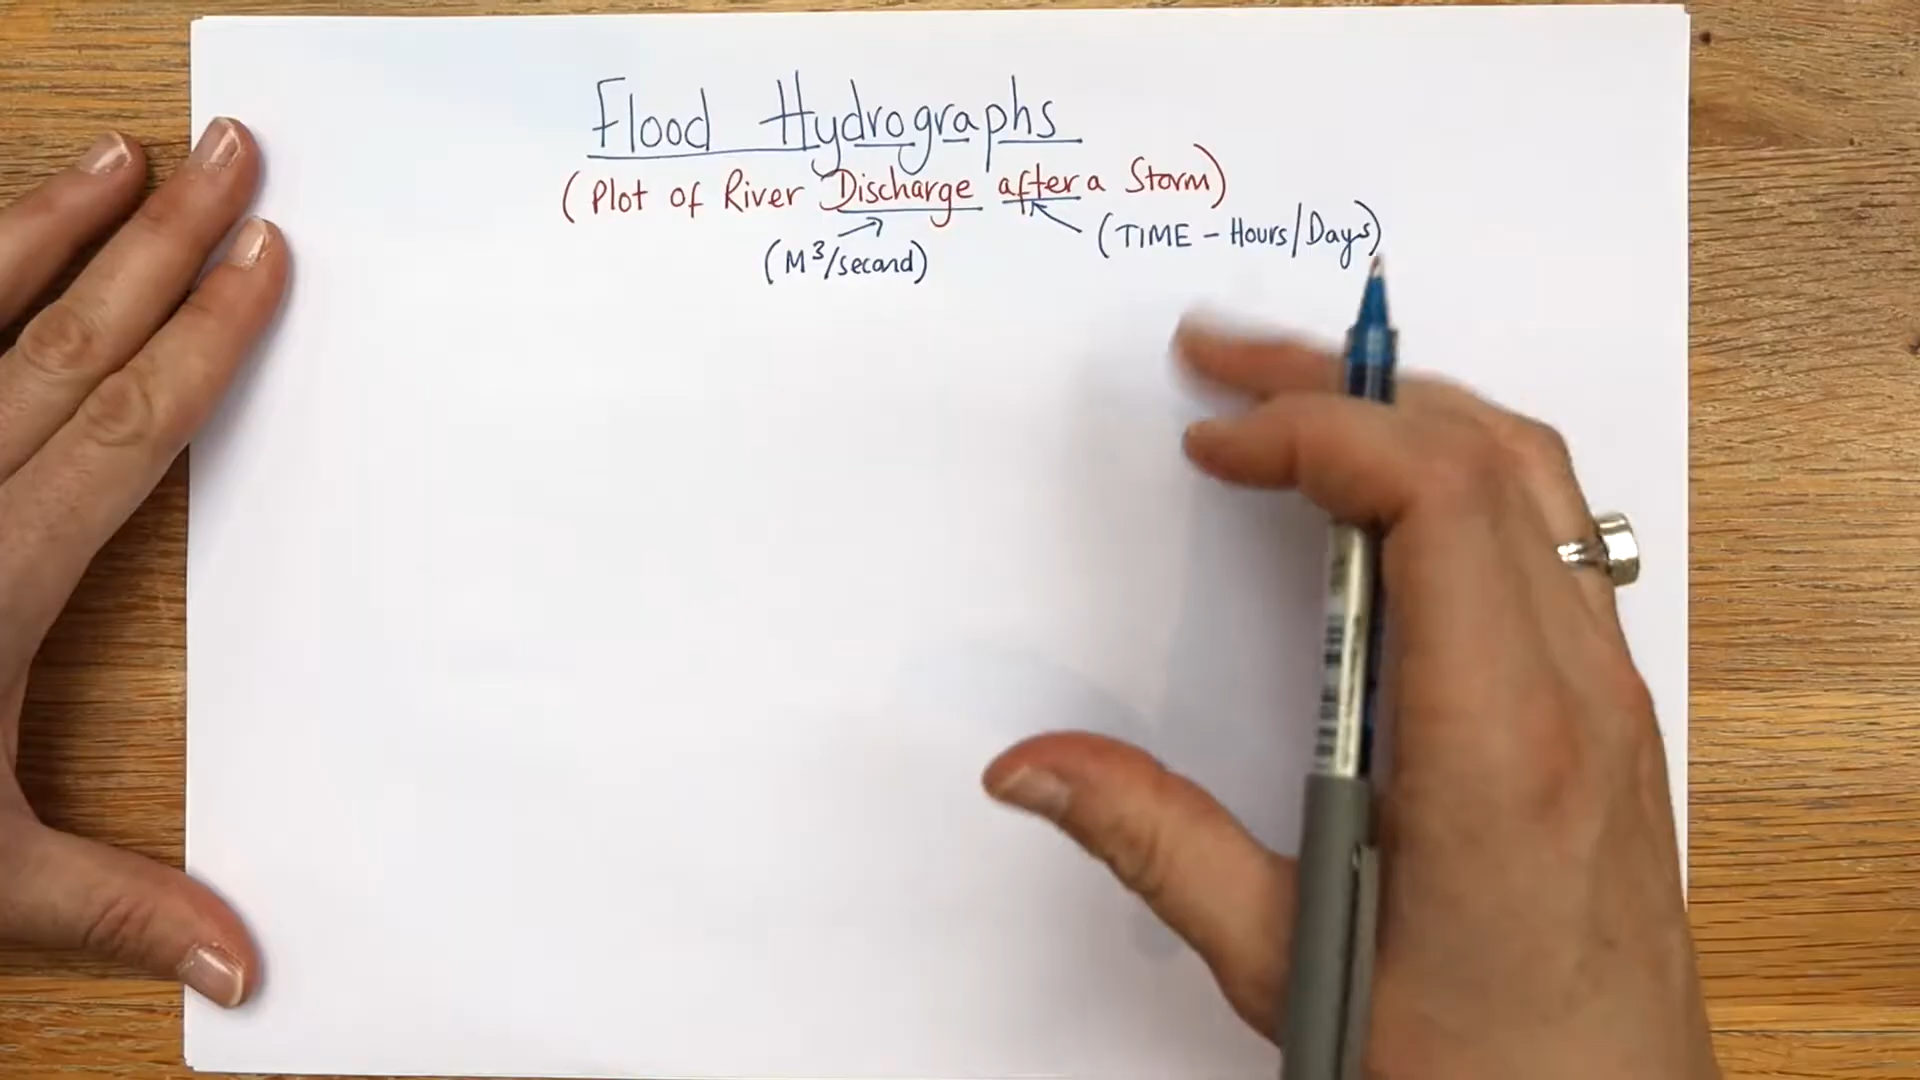 Flood Hydrographs
(Plot of River Discharge after a Storm)
(TIME - Hours/Days)
(M³/second)